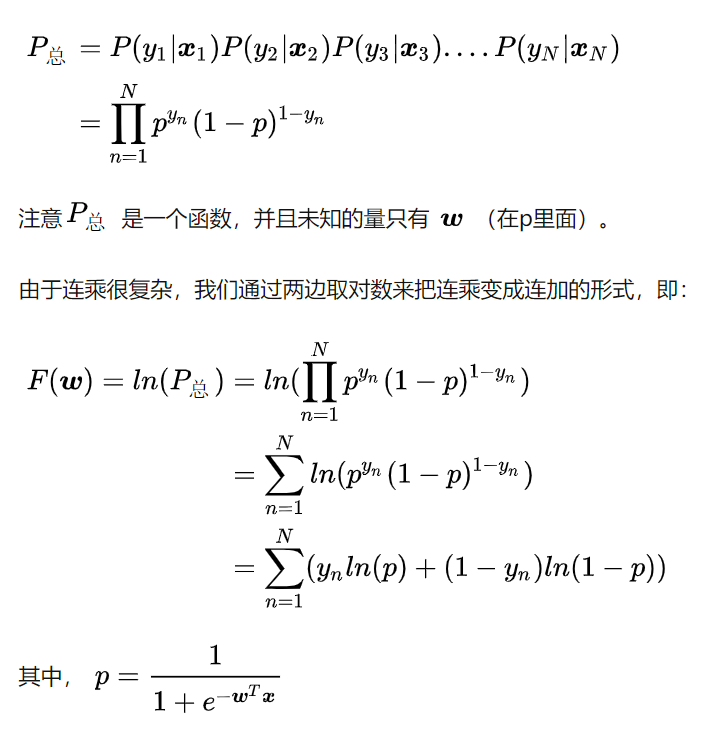 P总 = P(y₁|𝒙₁)P(y₂|𝒙₂)P(y₃|𝒙₃)....P(y_N|𝒙_N)
= ∏_{n=1}^{N} p^{y_n}(1 − p)^{1−y_n}
注意 P总 是一个函数，并且未知的量只有 𝒘 （在p里面）。
由于连乘很复杂，我们通过两边取对数来把连乘变成连加的形式，即：
F(𝒘) = ln(P总) = ln(∏_{n=1}^{N} p^{y_n}(1 − p)^{1−y_n})
= ∑_{n=1}^{N} ln(p^{y_n}(1 − p)^{1−y_n})
= ∑_{n=1}^{N} (y_n ln(p) + (1 − y_n)ln(1 − p))
其中， p = 1 / (1 + e^{−𝒘^T 𝒙})